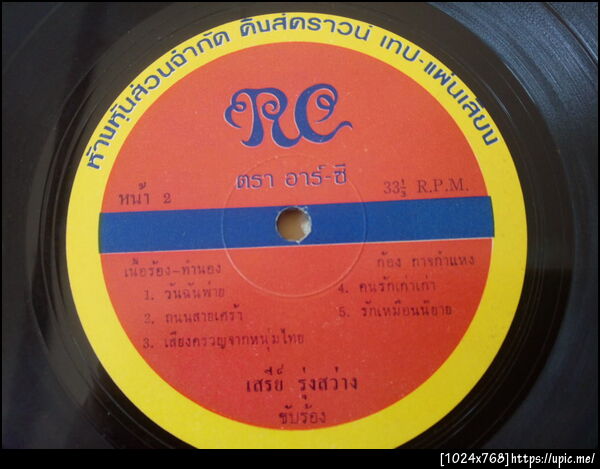 ห้างหุ้นส่วนจำกัด คิงส์คราวน์ เทป-แผ่นเสียง
RC
ตรา อาร์-ซี
หน้า 2
33⅓ R.P.M.
เนื้อร้อง-ทำนอง
ก้อง กาจกำแหง
1. วันฉันพ่าย
2. ถนนสายเศร้า
3. เสียงครวญจากหนุ่มไทย
4. คนรักเก่าเก่า
5. รักเหมือนนิยาย
เสรีย์ รุ่งสว่าง
ขับร้อง
[1024x768]https://upic.me/